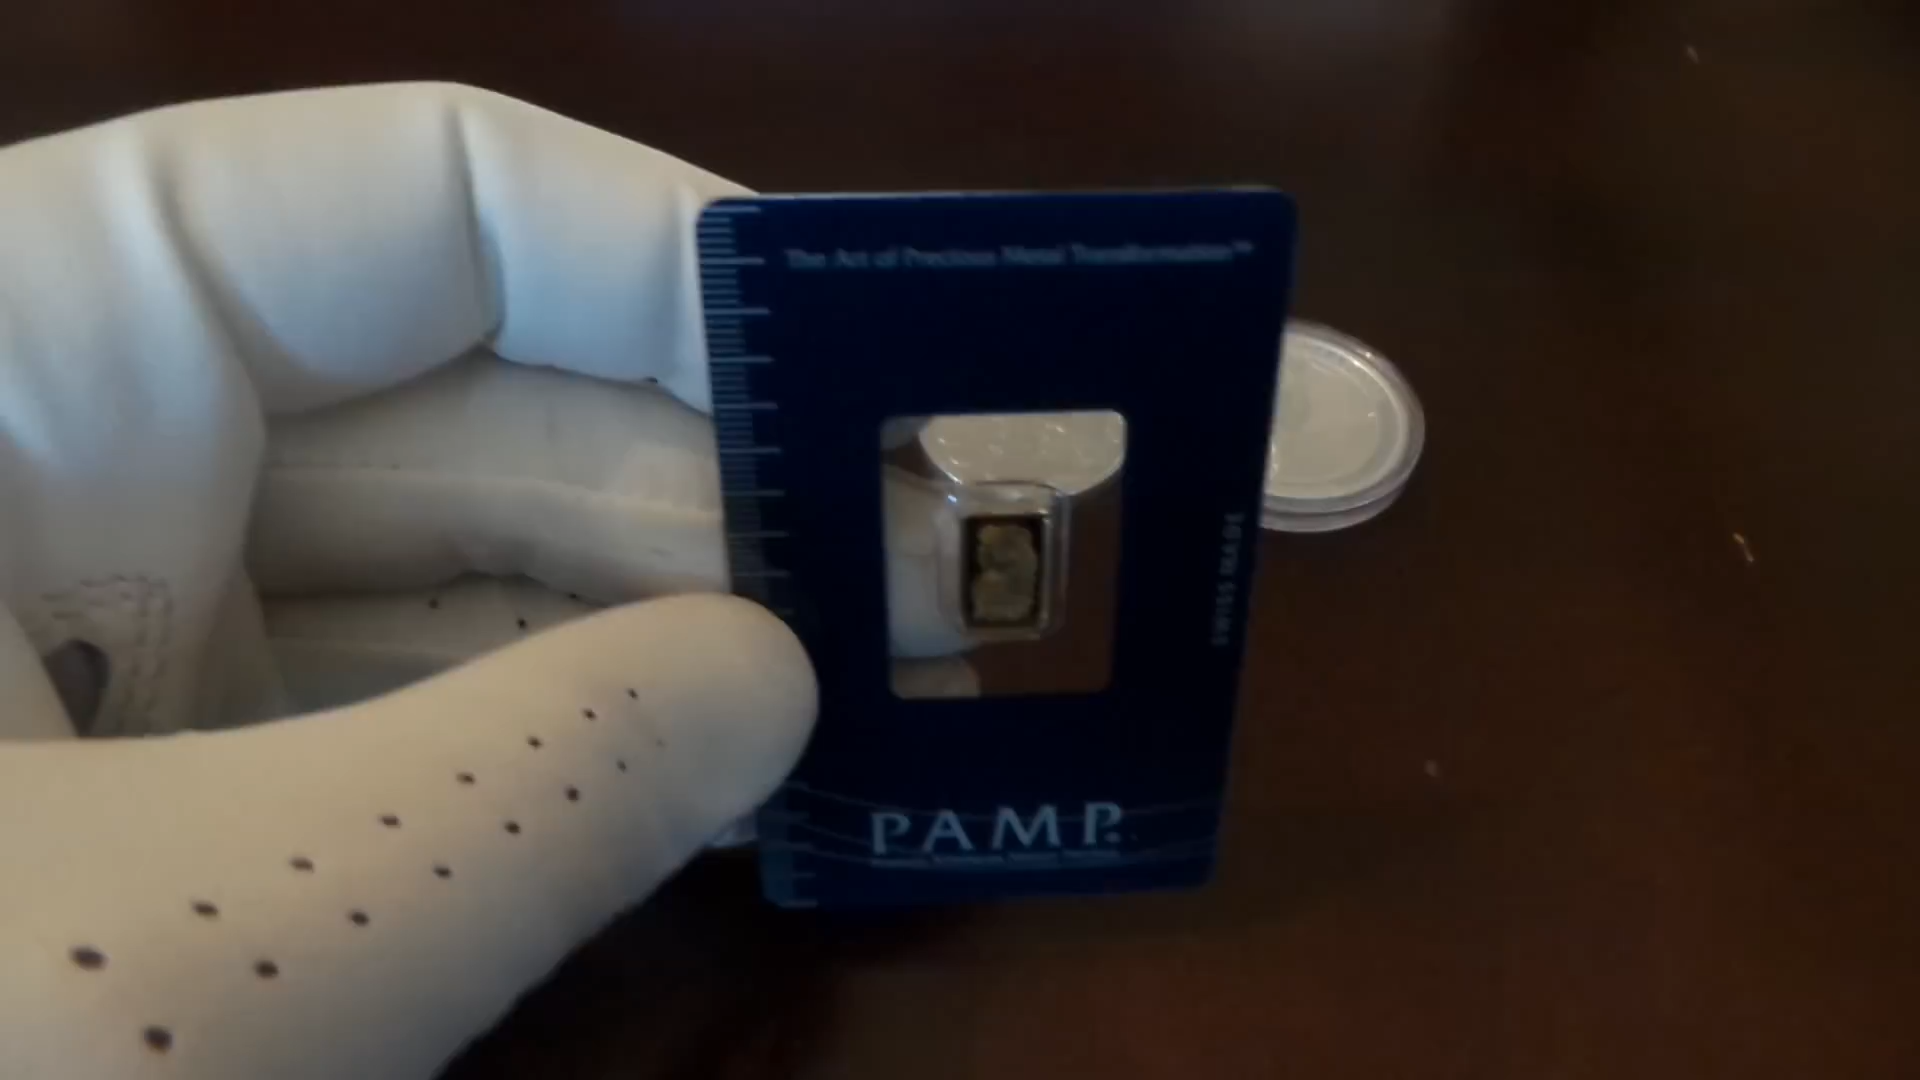 The Art of Precious Metal Transformation™
SWISS MADE
PAMP.